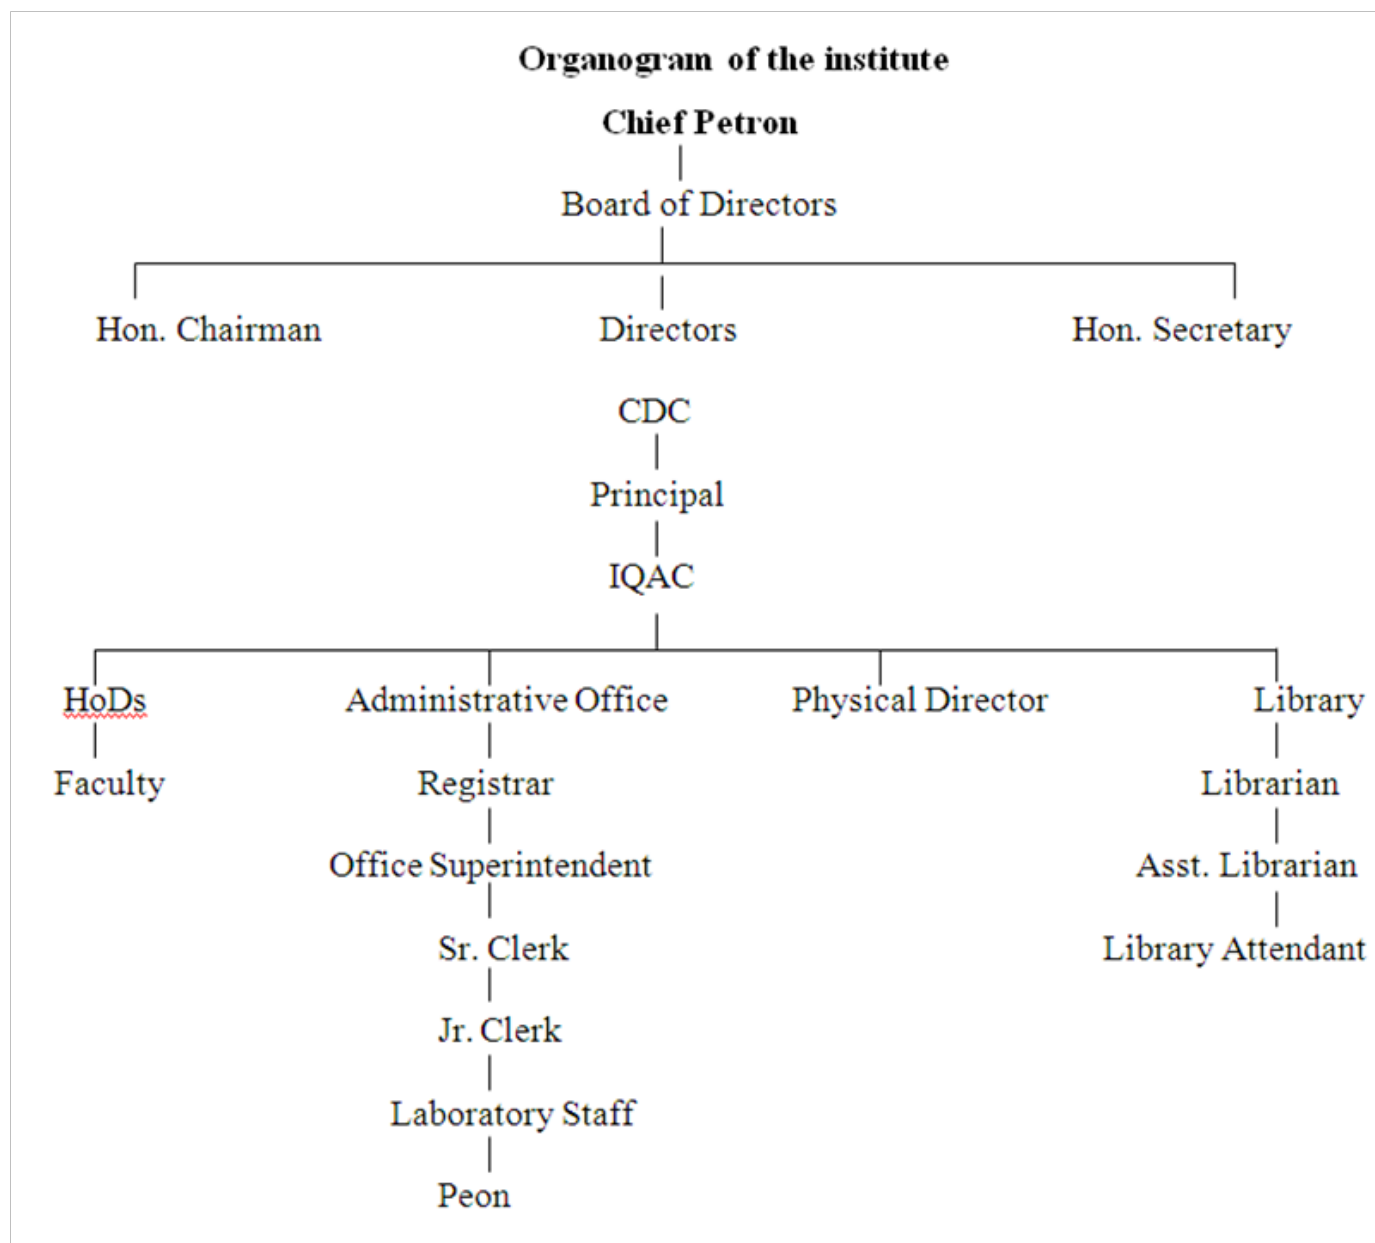 Organogram of the institute
Chief Petron
Board of Directors
Hon. Chairman Directors Hon. Secretary
CDC
Principal
IQAC
HoDs Administrative Office Physical Director Library
Faculty Registrar Librarian
Office Superintendent Asst. Librarian
Sr. Clerk Library Attendant
Jr. Clerk
Laboratory Staff
Peon